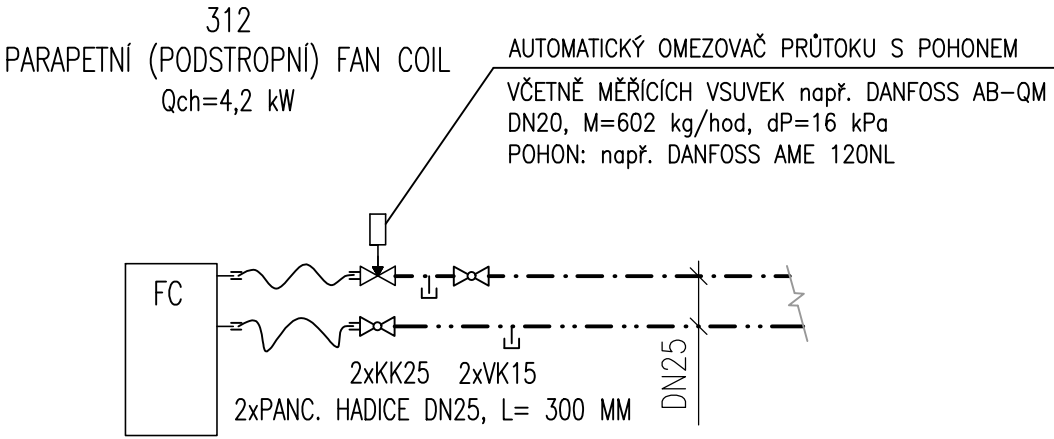 312
PARAPETNÍ (PODSTROPNÍ) FAN COIL
Qch=4,2 kW
AUTOMATICKÝ OMEZOVAČ PRŮTOKU S POHONEM
VČETNĚ MĚŘÍCÍCH VSUVEK např. DANFOSS AB-QM
DN20, M=602 kg/hod, dP=16 kPa
POHON: např. DANFOSS AME 120NL
FC
2xKK25 2xVK15
2xPANC. HADICE DN25, L= 300 MM
DN25